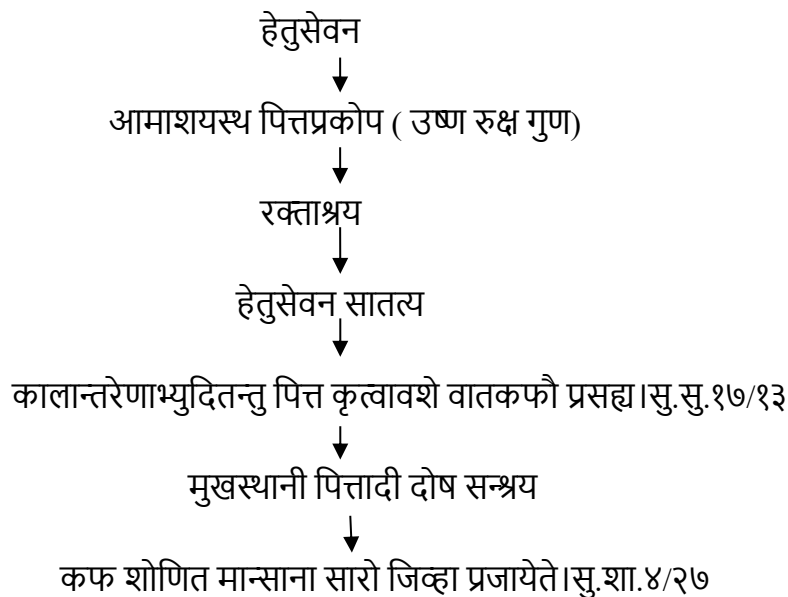 हेतुसेवन
आमाशयस्थ पित्तप्रकोप ( उष्ण रुक्ष गुण)
रक्ताश्रय
हेतुसेवन सातत्य
कालान्तरेणाभ्युदितन्तु पित्त कृत्वावशे वातकफौ प्रसह्य।सु.सु.१७/१३
मुखस्थानी पित्तादी दोष सन्श्रय
कफ शोणित मान्साना सारो जिव्हा प्रजायेते।सु.शा.४/२७